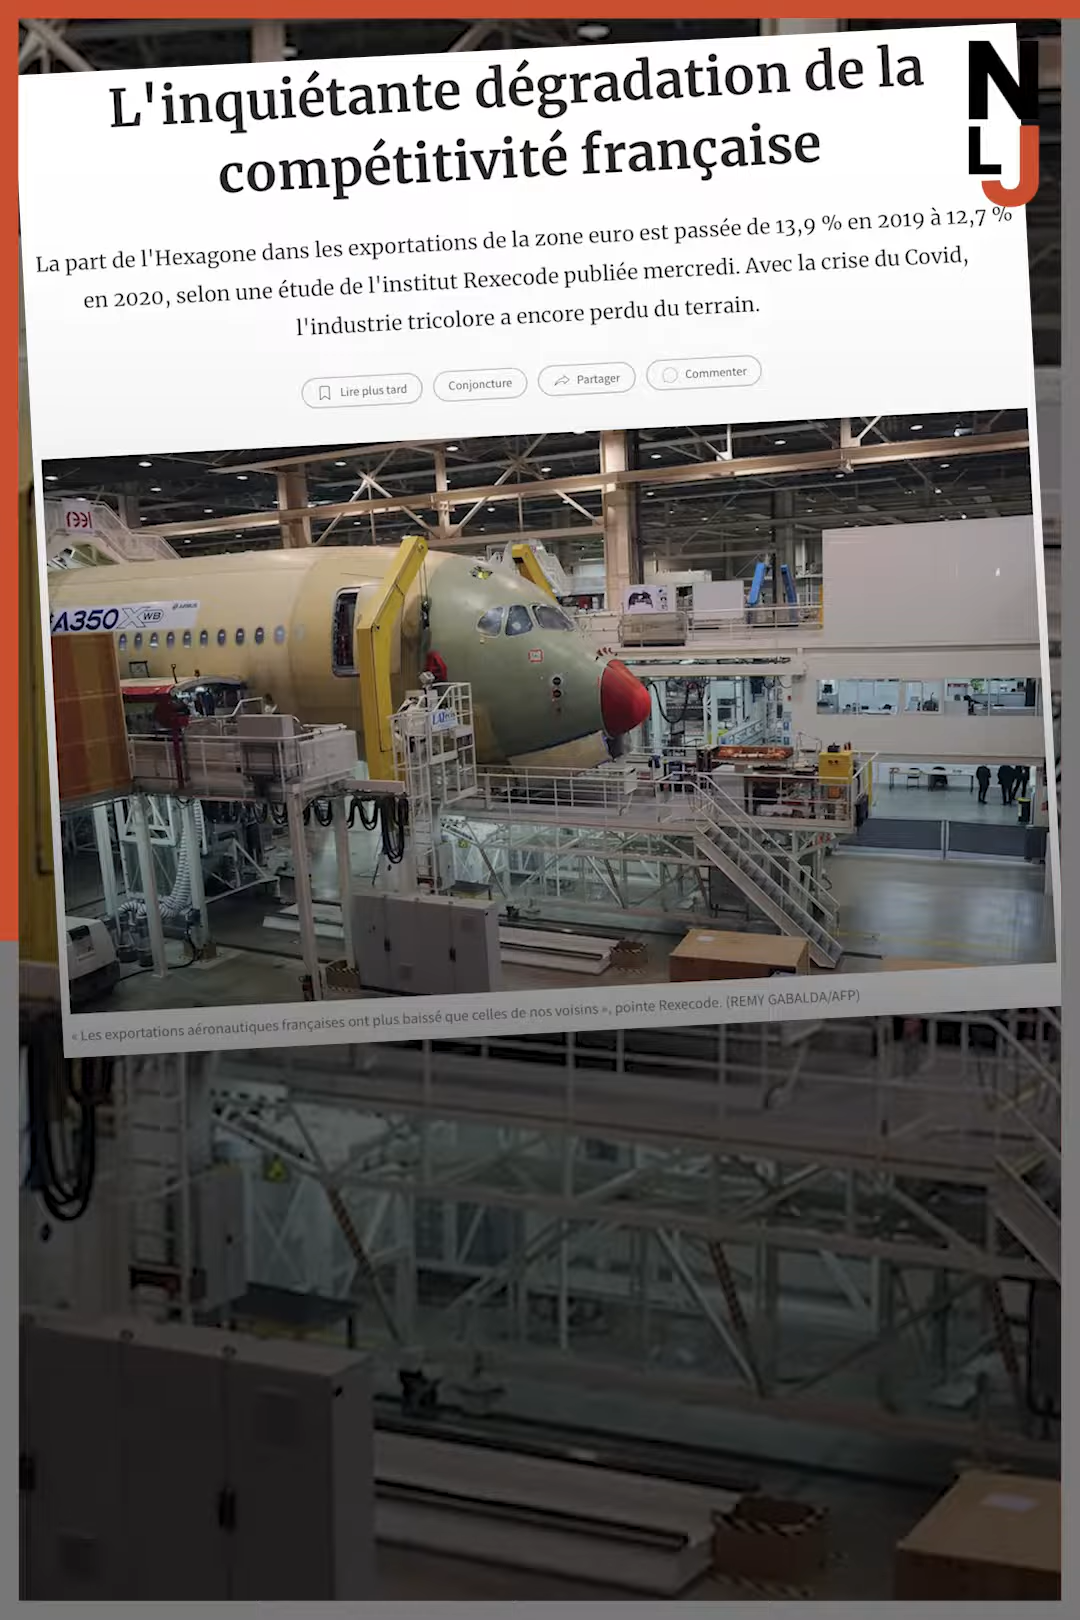 L'inquiétante dégradation de la
compétitivité française
NLJ
La part de l'Hexagone dans les exportations de la zone euro est passée de 13,9 % en 2019 à 12,7 %
en 2020, selon une étude de l'institut Rexecode publiée mercredi. Avec la crise du Covid,
l'industrie tricolore a encore perdu du terrain.
Lire plus tard
Conjoncture
Partager
Commenter
A350 XWB
AIRBUS
« Les exportations aéronautiques françaises ont plus baissé que celles de nos voisins », pointe Rexecode. (REMY GABALDA/AFP)